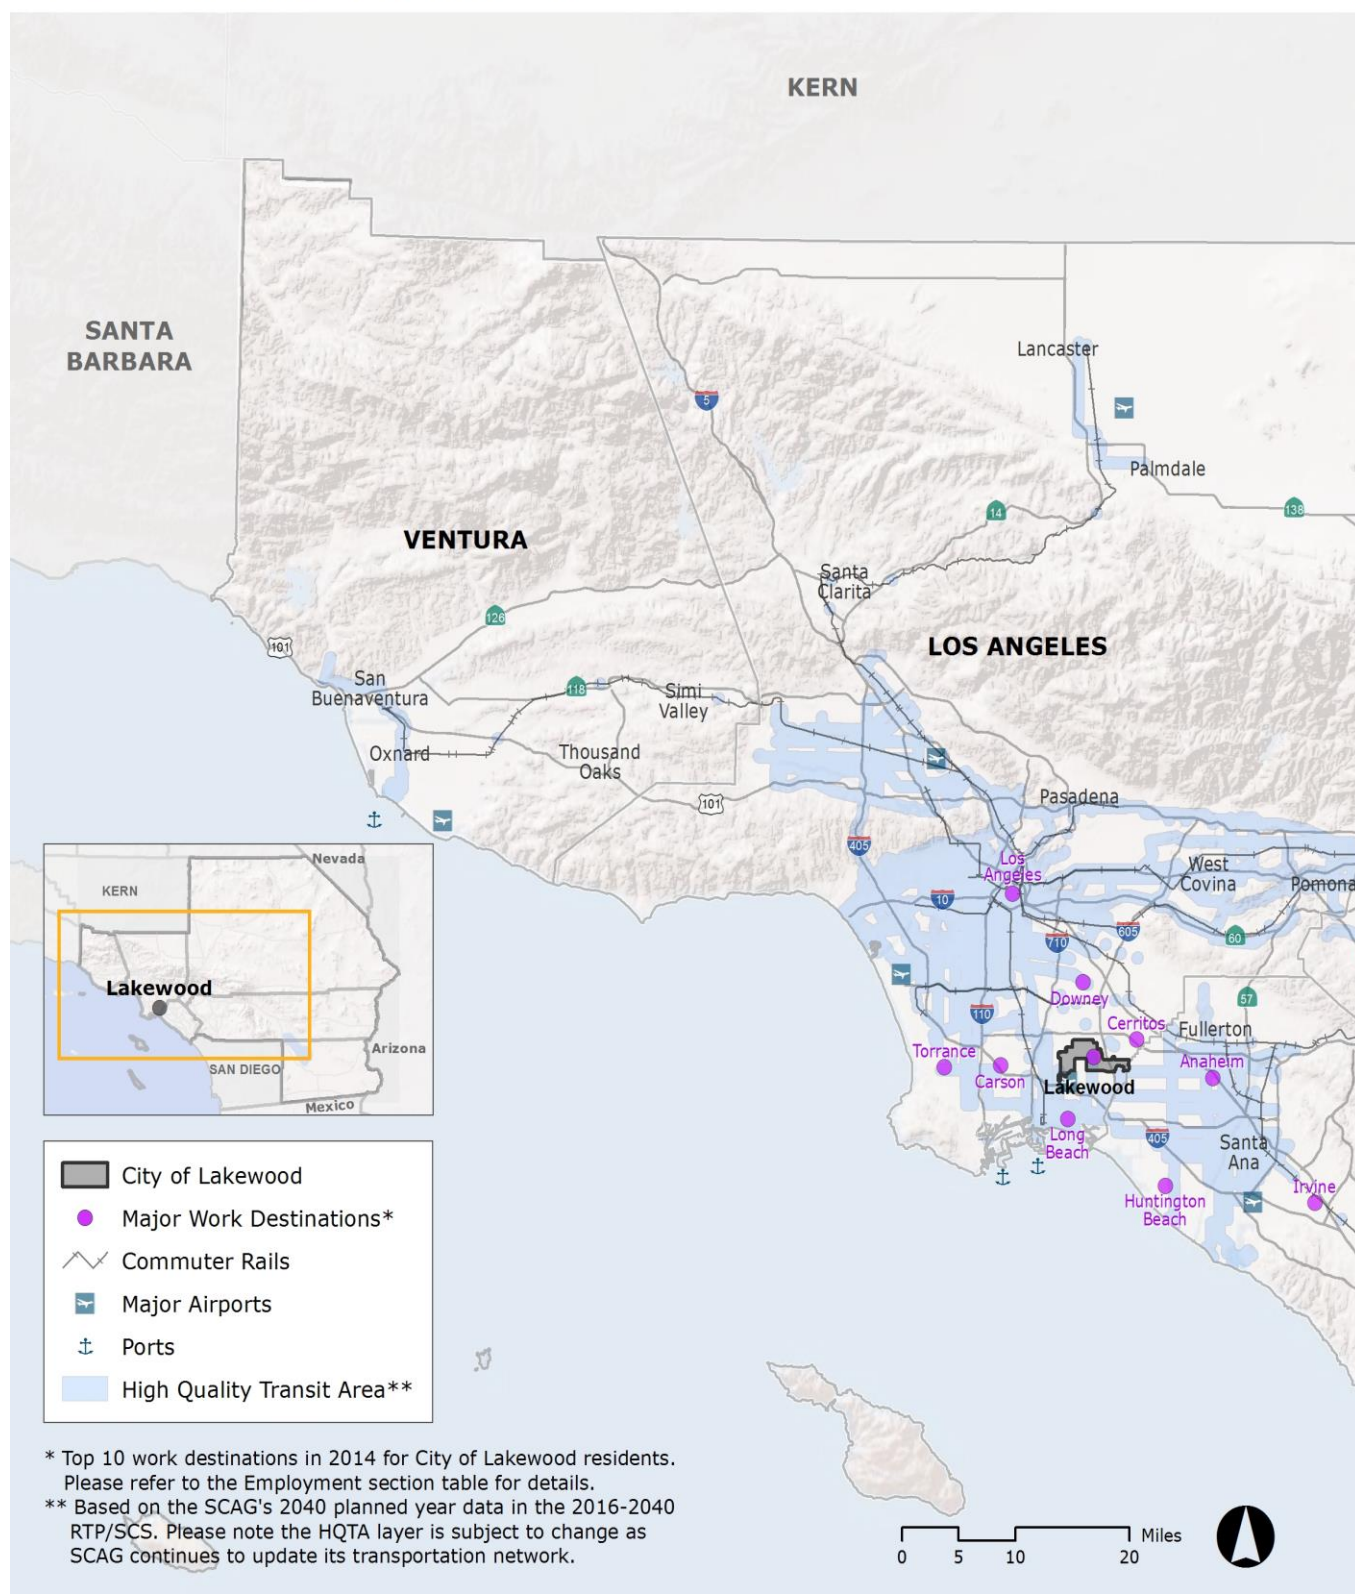 KERN
SANTA
BARBARA
Lancaster
5
Palmdale
14
138
VENTURA
Santa
Clarita
126
LOS ANGELES
101
San
Buenaventura
118
Simi
Valley
Oxnard
Thousand
Oaks
101
Pasadena
405
Los
Angeles
West
Covina
Pomona
10
710
605
60
Downey
57
110
Cerritos
Fullerton
Torrance
Carson
Anaheim
Lakewood
Long
Beach
405
Santa
Ana
Huntington
Beach
Irvine
Nevada
KERN
Lakewood
Arizona
SAN DIEGO
Mexico
City of Lakewood
Major Work Destinations*
Commuter Rails
Major Airports
Ports
High Quality Transit Area**
* Top 10 work destinations in 2014 for City of Lakewood residents.
Please refer to the Employment section table for details.
** Based on the SCAG's 2040 planned year data in the 2016-2040
RTP/SCS. Please note the HQTA layer is subject to change as
SCAG continues to update its transportation network.
Miles
0 5 10 20